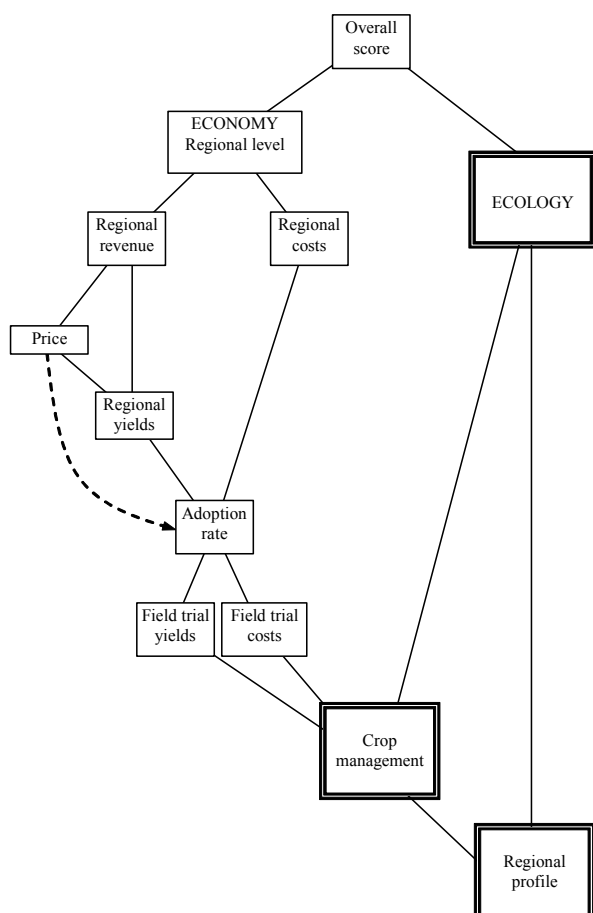 Overall
score
ECONOMY
Regional level
ECOLOGY
Regional
revenue
Regional
costs
Price
Regional
yields
Adoption
rate
Field trial
yields
Field trial
costs
Crop
management
Regional
profile